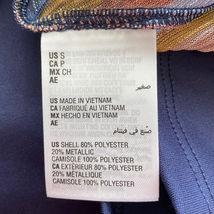 US S
CA P
MX CH
AE
صغير
US MADE IN VIETNAM
CA FABRIQUÉ AU VIETNAM
MX HECHO EN VIETNAM
AE صنع في فيتنام
US SHELL 80% POLYESTER
20% METALLIC
CAMISOLE 100% POLYESTER
CA EXTÉRIEUR 80% POLYESTER
20% METALLIQUE
CAMISOLE 100% POLYESTER